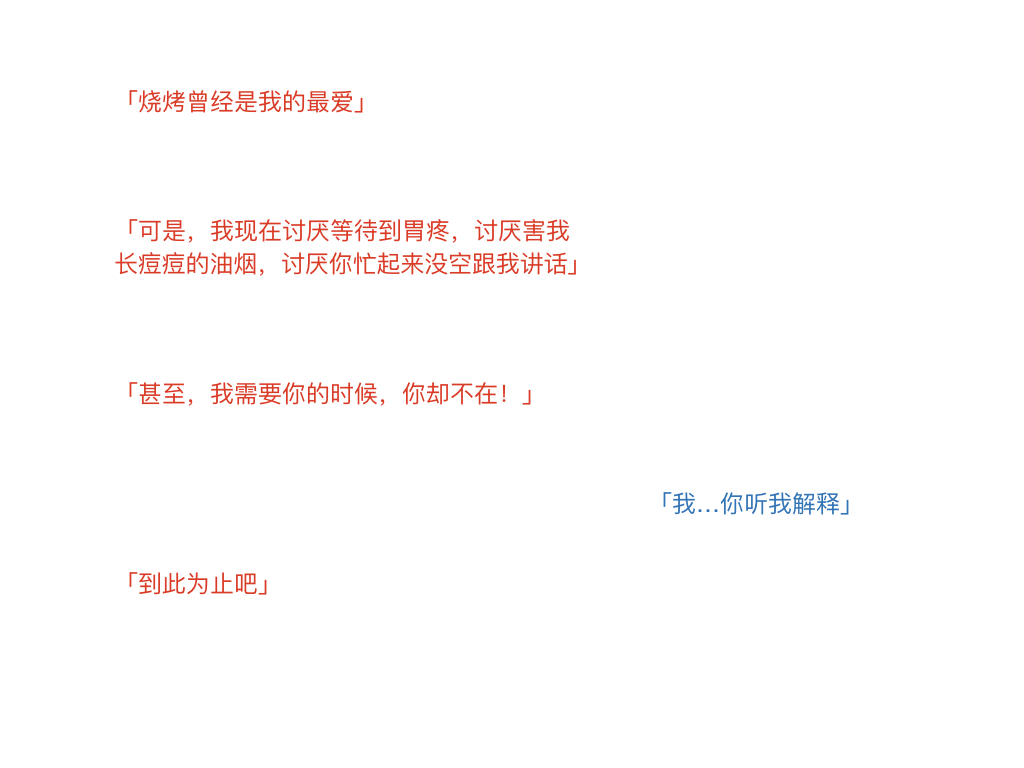 「烧烤曾经是我的最爱」
「可是，我现在讨厌等待到胃疼，讨厌害我
长痘痘的油烟，讨厌你忙起来没空跟我讲话」
「甚至，我需要你的时候，你却不在！」
「我…你听我解释」
「到此为止吧」